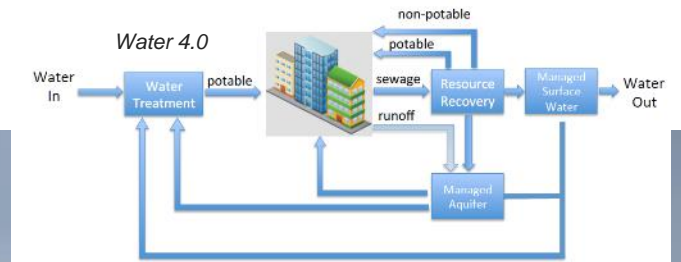 non-potable
Water 4.0
potable
Water
In
Water
Treatment
potable
sewage
Resource
Recovery
Managed
Surface
Water
Water
Out
runoff
Managed
Aquifer